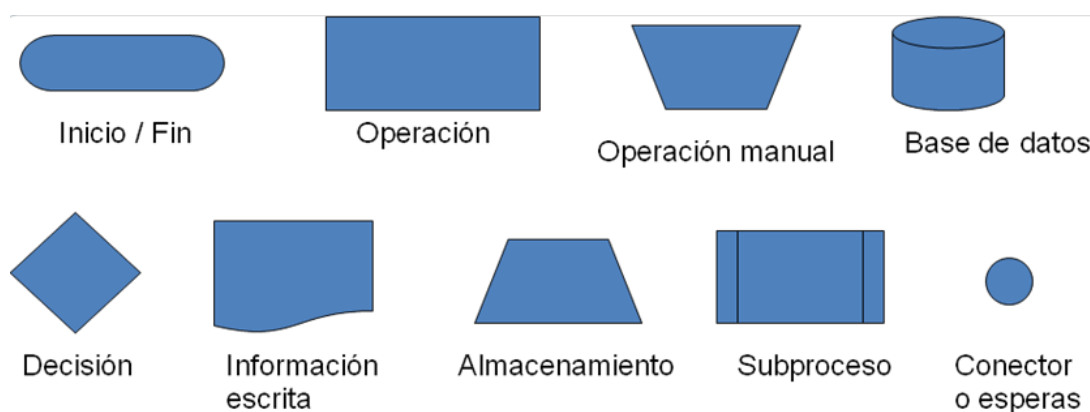 Inicio / Fin
Operación
Operación manual
Base de datos
Decisión
Información
escrita
Almacenamiento
Subproceso
Conector
o esperas